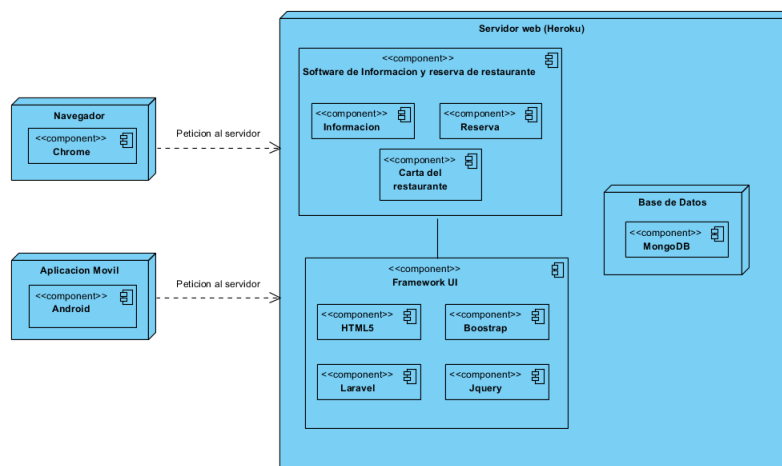 Servidor web (Heroku)
<<component>>
Software de Informacion y reserva de restaurante
<<component>>
Informacion
<<component>>
Reserva
<<component>>
Carta del
restaurante
Navegador
<<component>>
Chrome
Peticion al servidor
Base de Datos
<<component>>
MongoDB
Aplicacion Movil
<<component>>
Android
Peticion al servidor
<<component>>
Framework UI
<<component>>
HTML5
<<component>>
Boostrap
<<component>>
Laravel
<<component>>
Jquery